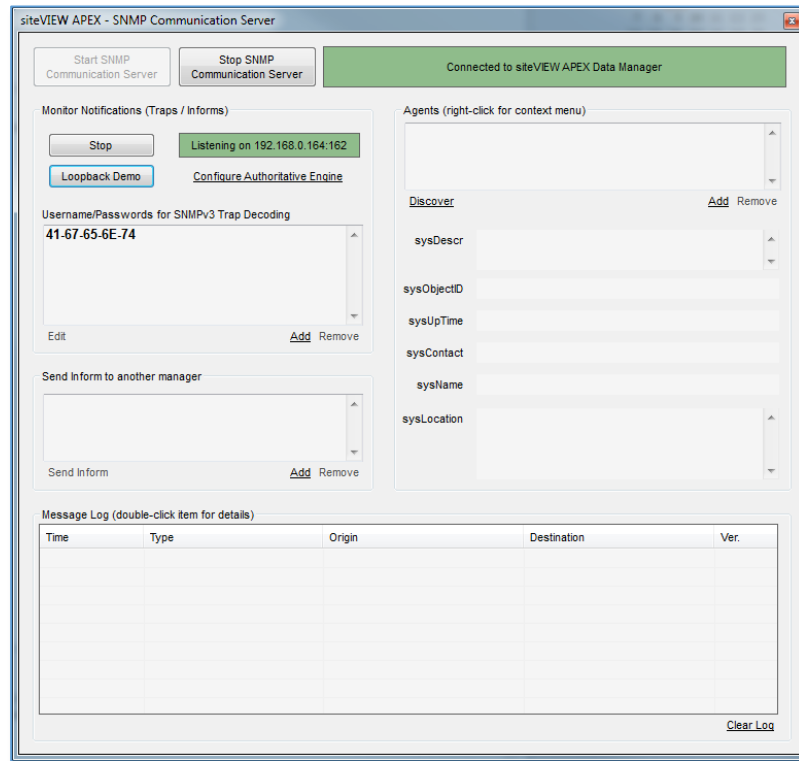 siteVIEW APEX - SNMP Communication Server
Start SNMP
Communication Server
Stop SNMP
Communication Server
Connected to siteVIEW APEX Data Manager
Monitor Notifications (Traps / Informs)
Stop
Listening on 192.168.0.164:162
Loopback Demo
Configure Authoritative Engine
Username/Passwords for SNMPv3 Trap Decoding
41-67-65-6E-74
Edit
Add Remove
Send Inform to another manager
Send Inform
Add Remove
Agents (right-click for context menu)
Discover
Add Remove
sysDescr
sysObjectID
sysUpTime
sysContact
sysName
sysLocation
Message Log (double-click item for details)
Time Type Origin Destination Ver.
Clear Log